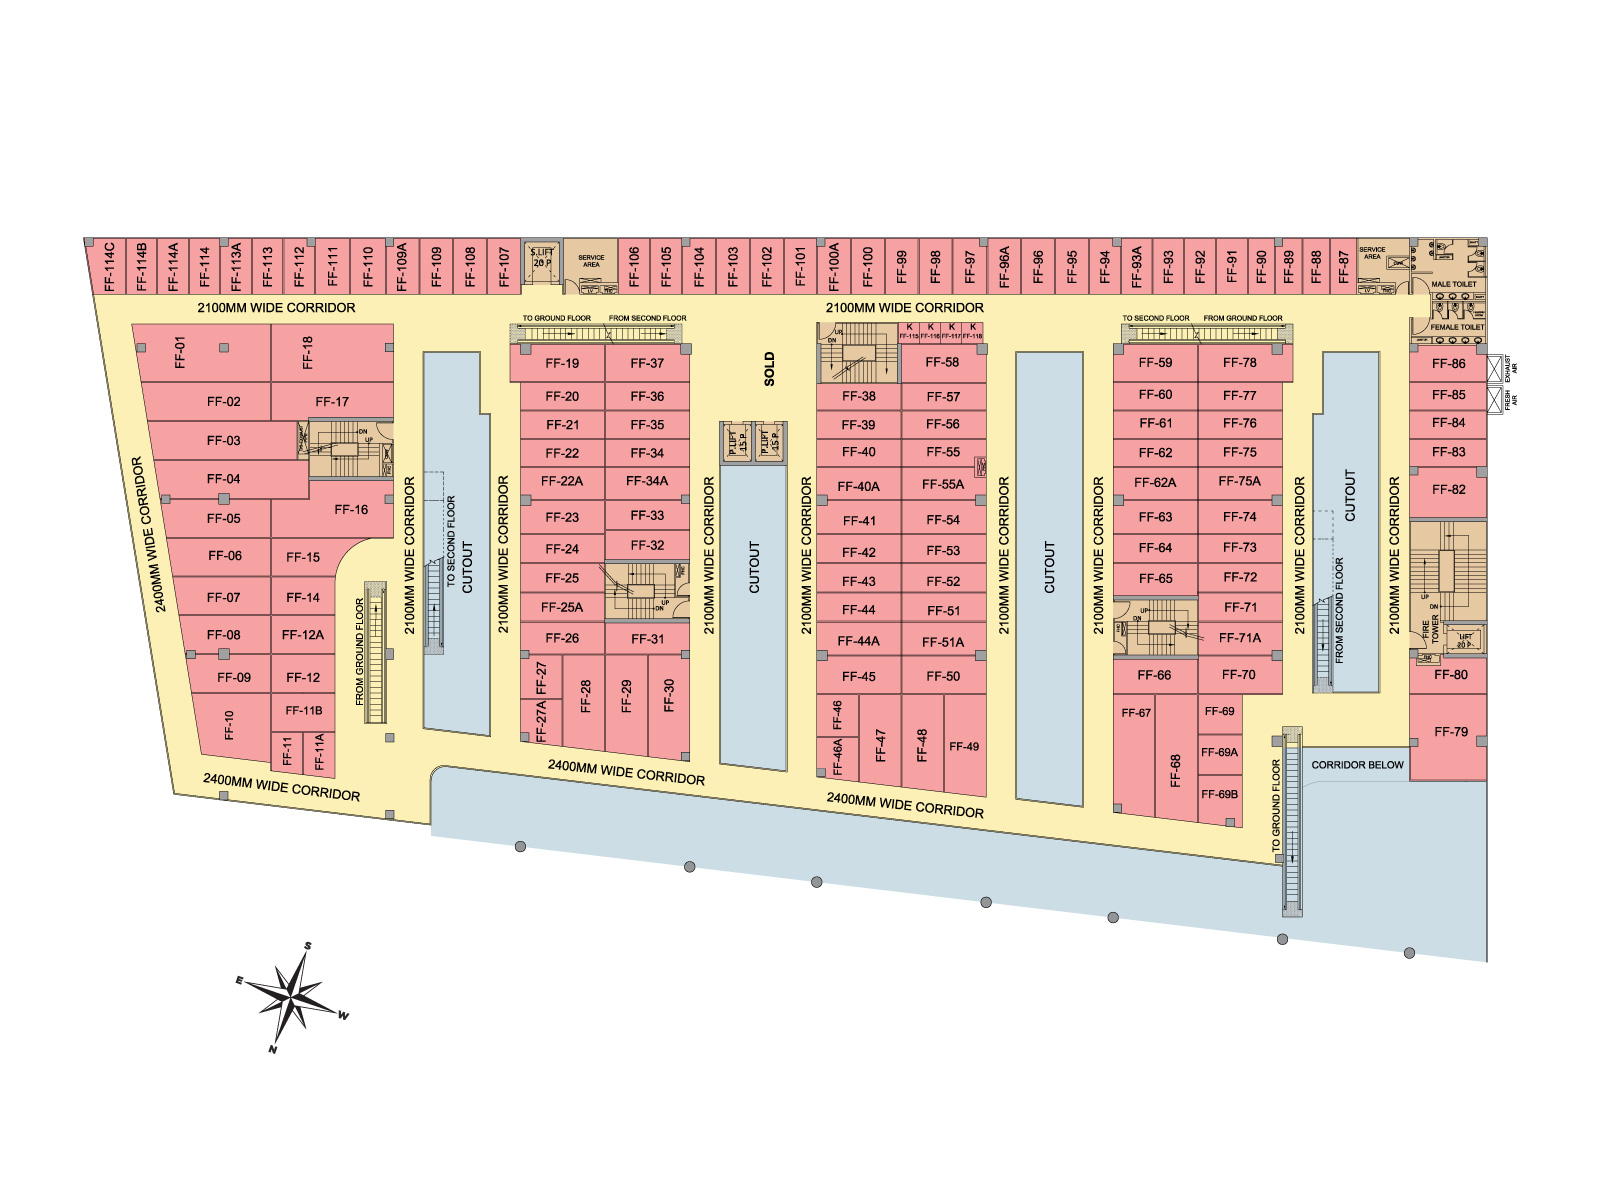 FF-114C
FF-114B
FF-114A
FF-114
FF-113A
FF-113
FF-112
FF-111
FF-110
FF-109A
FF-109
FF-108
FF-107
S.LIFT
20 P
SERVICE
AREA
FF-106
FF-105
FF-104
FF-103
FF-102
FF-101
FF-100A
FF-100
FF-99
FF-98
FF-97
FF-96A
FF-96
FF-95
FF-94
FF-93A
FF-93
FF-92
FF-91
FF-90
FF-89
FF-88
FF-87
SERVICE
AREA
MALE TOILET
FEMALE TOILET
2100MM WIDE CORRIDOR
2100MM WIDE CORRIDOR
TO GROUND FLOOR
FROM SECOND FLOOR
TO SECOND FLOOR
FROM GROUND FLOOR
FF-01
FF-18
FF-02
FF-17
FF-03
DN
UP
FF-04
FF-05
FF-16
FF-06
FF-15
FF-07
FF-14
FF-08
FF-12A
FF-09
FF-12
FF-10
FF-11B
FF-11
FF-11A
2400MM WIDE CORRIDOR
2400MM WIDE CORRIDOR
FROM GROUND FLOOR
2100MM WIDE CORRIDOR
TO SECOND FLOOR
CUTOUT
2100MM WIDE CORRIDOR
FF-19
FF-37
FF-20
FF-36
FF-21
FF-35
FF-22
FF-34
FF-22A
FF-34A
FF-23
FF-33
FF-24
FF-32
FF-25
UP
DN
FF-25A
FF-26
FF-31
FF-27
FF-27A
FF-28
FF-29
FF-30
2400MM WIDE CORRIDOR
2100MM WIDE CORRIDOR
SOLD
P.LIFT
15 P
P.LIFT
15 P
CUTOUT
2100MM WIDE CORRIDOR
UP
DN
K
K
K
K
FF-115
FF-116
FF-117
FF-118
FF-58
FF-38
FF-57
FF-39
FF-56
FF-40
FF-55
FF-40A
FF-55A
FF-41
FF-54
FF-42
FF-53
FF-43
FF-52
FF-44
FF-51
FF-44A
FF-51A
FF-45
FF-50
FF-46
FF-46A
FF-47
FF-48
FF-49
2400MM WIDE CORRIDOR
2100MM WIDE CORRIDOR
CUTOUT
2100MM WIDE CORRIDOR
FF-59
FF-78
FF-60
FF-77
FF-61
FF-76
FF-62
FF-75
FF-62A
FF-75A
FF-63
FF-74
FF-64
FF-73
FF-65
FF-72
UP
DN
FF-71
FF-71A
FF-66
FF-70
FF-67
FF-68
FF-69
FF-69A
FF-69B
TO GROUND FLOOR
2100MM WIDE CORRIDOR
FROM SECOND FLOOR
CUTOUT
2100MM WIDE CORRIDOR
FF-86
EXHAUST
AIR
FF-85
FRESH
AIR
FF-84
FF-83
FF-82
UP
DN
FIRE
TOWER
LIFT
20 P
FF-80
FF-79
CORRIDOR BELOW
S
E
W
N